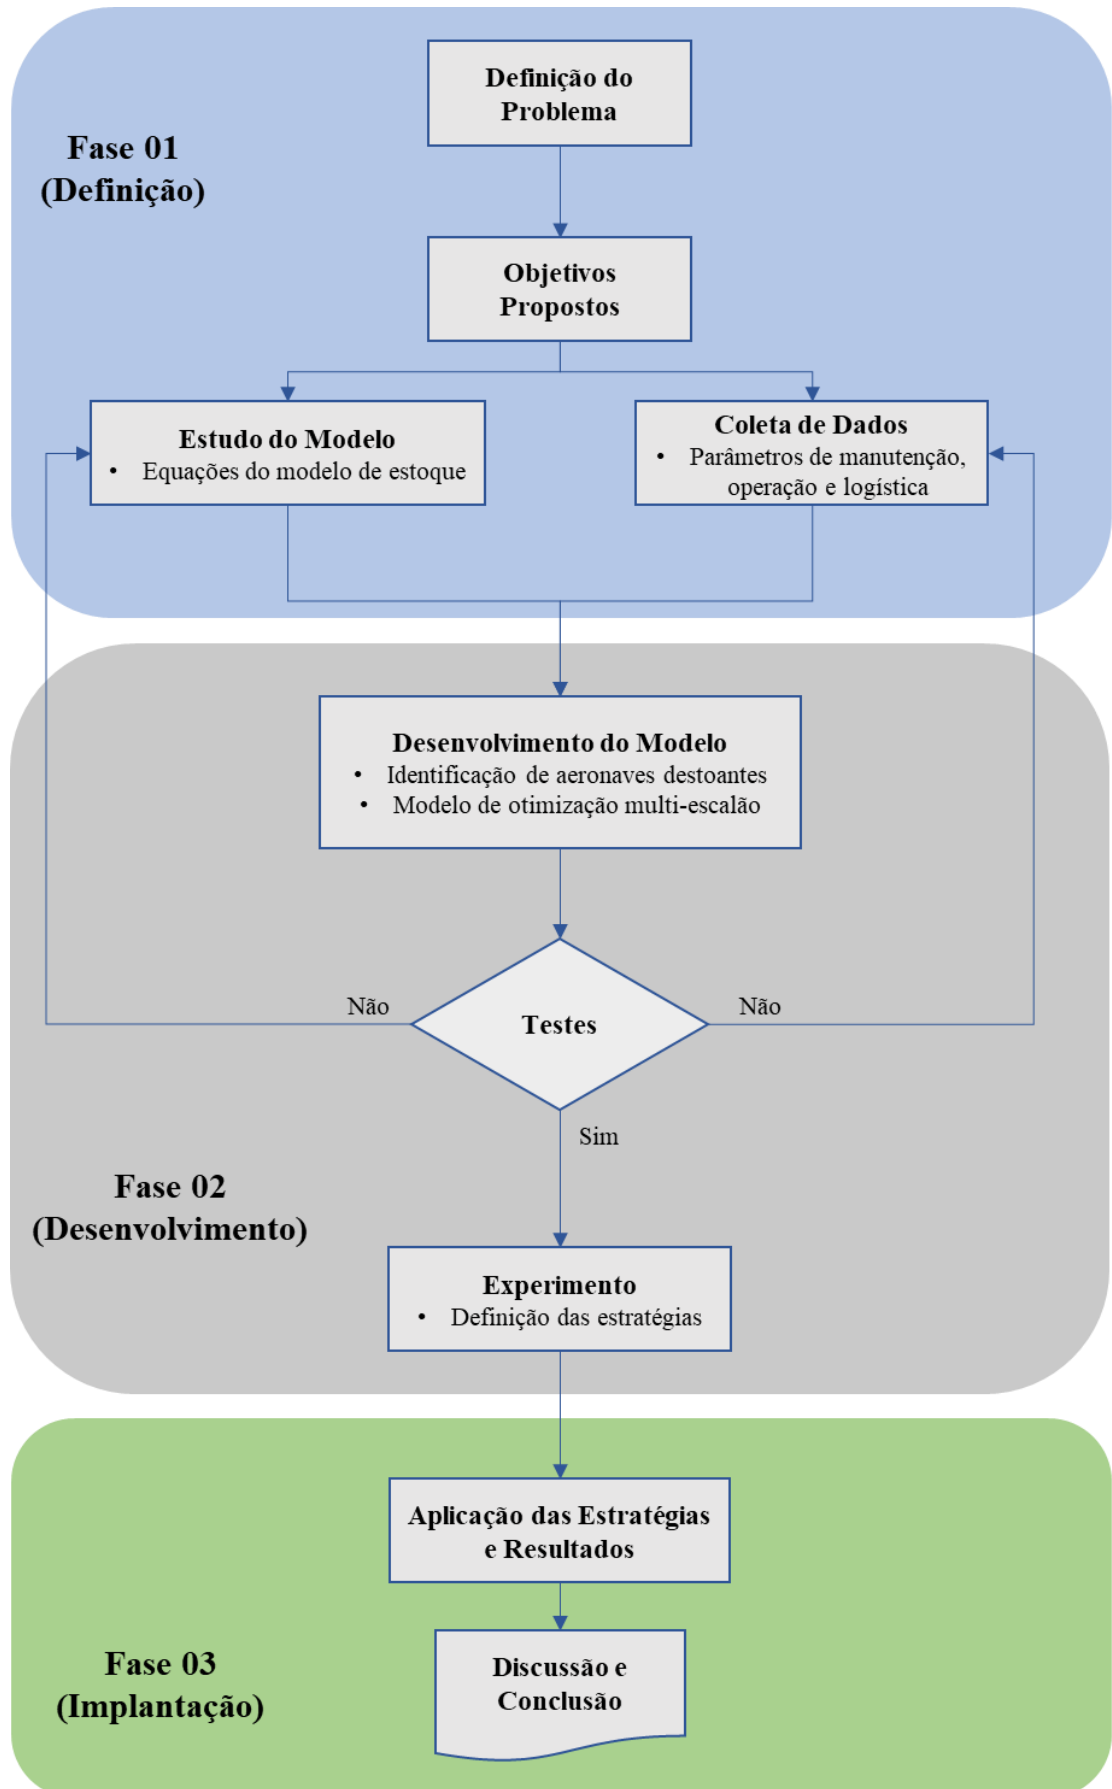 Definição do
Problema
Fase 01
(Definição)
Objetivos
Propostos
Estudo do Modelo
• Equações do modelo de estoque
Coleta de Dados
• Parâmetros de manutenção,
operação e logística
Desenvolvimento do Modelo
• Identificação de aeronaves destoantes
• Modelo de otimização multi-escalão
Não
Testes
Não
Sim
Fase 02
(Desenvolvimento)
Experimento
• Definição das estratégias
Aplicação das Estratégias
e Resultados
Fase 03
(Implantação)
Discussão e
Conclusão